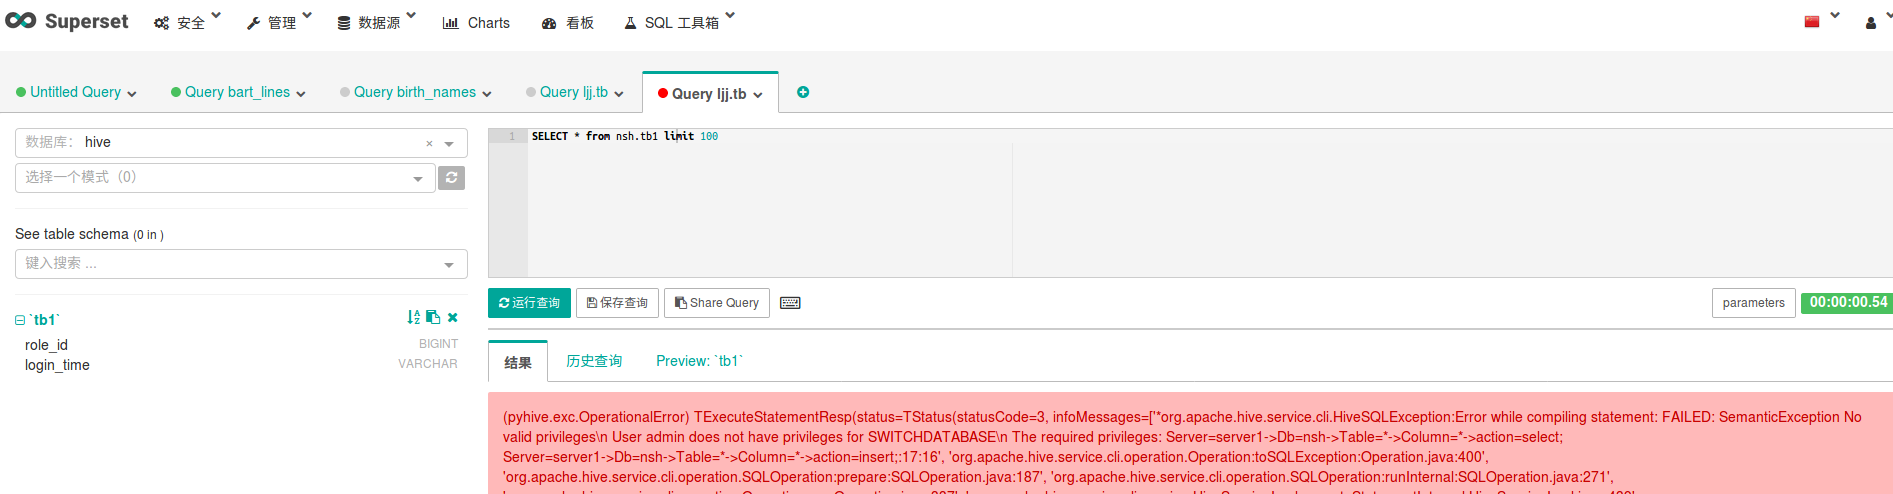 Superset 安全 管理 数据源 Charts 看板 SQL 工具箱
Untitled Query Query bart_lines Query birth_names Query ljj.tb Query ljj.tb
数据库: hive ×
选择一个模式（0）
See table schema (0 in )
键入搜索 ...
`tb1`
role_id BIGINT
login_time VARCHAR
1 SELECT * from nsh.tb1 limit 100
运行查询 保存查询 Share Query parameters 00:00:00.54
结果 历史查询 Preview: `tb1`
(pyhive.exc.OperationalError) TExecuteStatementResp(status=TStatus(statusCode=3, infoMessages=['*org.apache.hive.service.cli.HiveSQLException:Error while compiling statement: FAILED: SemanticException No
valid privileges\n User admin does not have privileges for SWITCHDATABASE\n The required privileges: Server=server1->Db=nsh->Table=*->Column=*->action=select;
Server=server1->Db=nsh->Table=*->Column=*->action=insert;:17:16', 'org.apache.hive.service.cli.operation.Operation:toSQLException:Operation.java:400',
'org.apache.hive.service.cli.operation.SQLOperation:prepare:SQLOperation.java:187', 'org.apache.hive.service.cli.operation.SQLOperation:runInternal:SQLOperation.java:271',